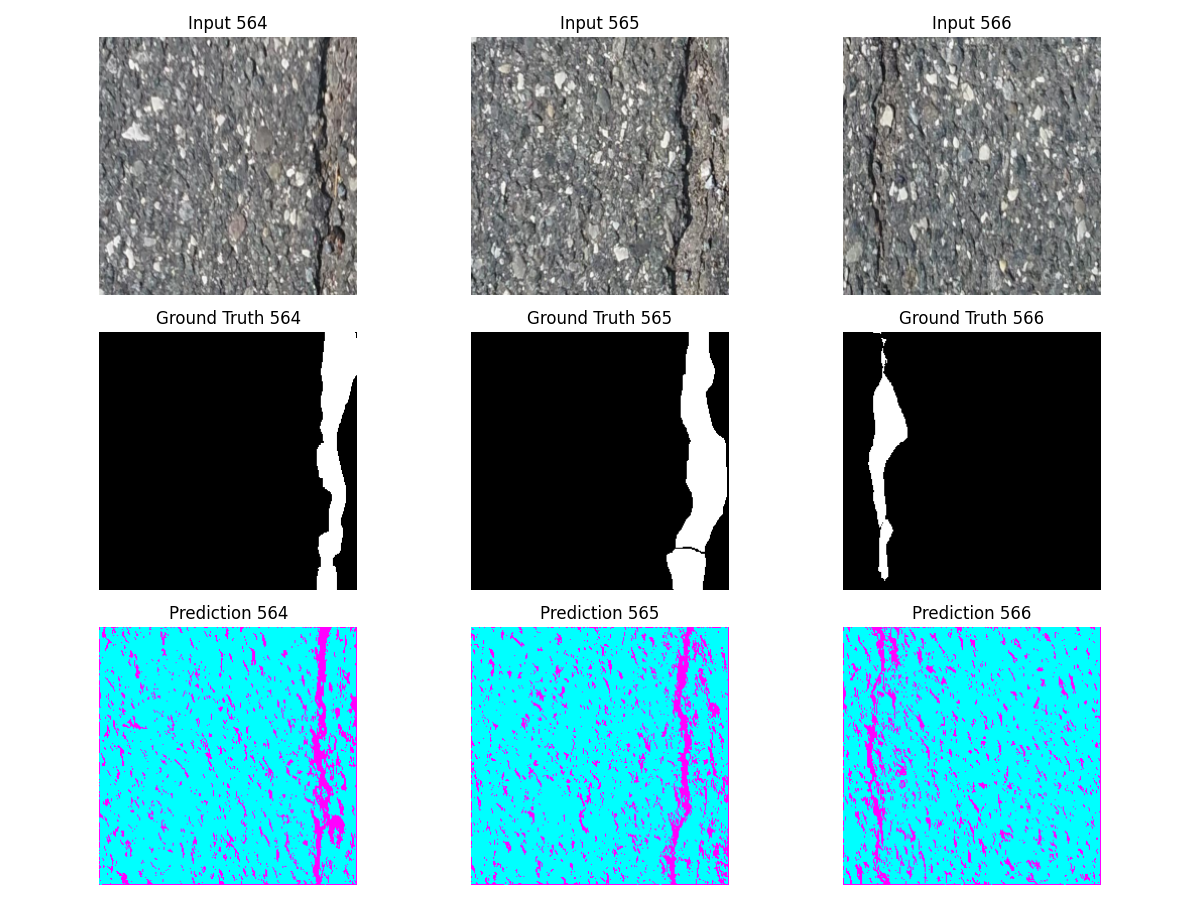 Input 564
Input 565
Input 566
Ground Truth 564
Ground Truth 565
Ground Truth 566
Prediction 564
Prediction 565
Prediction 566